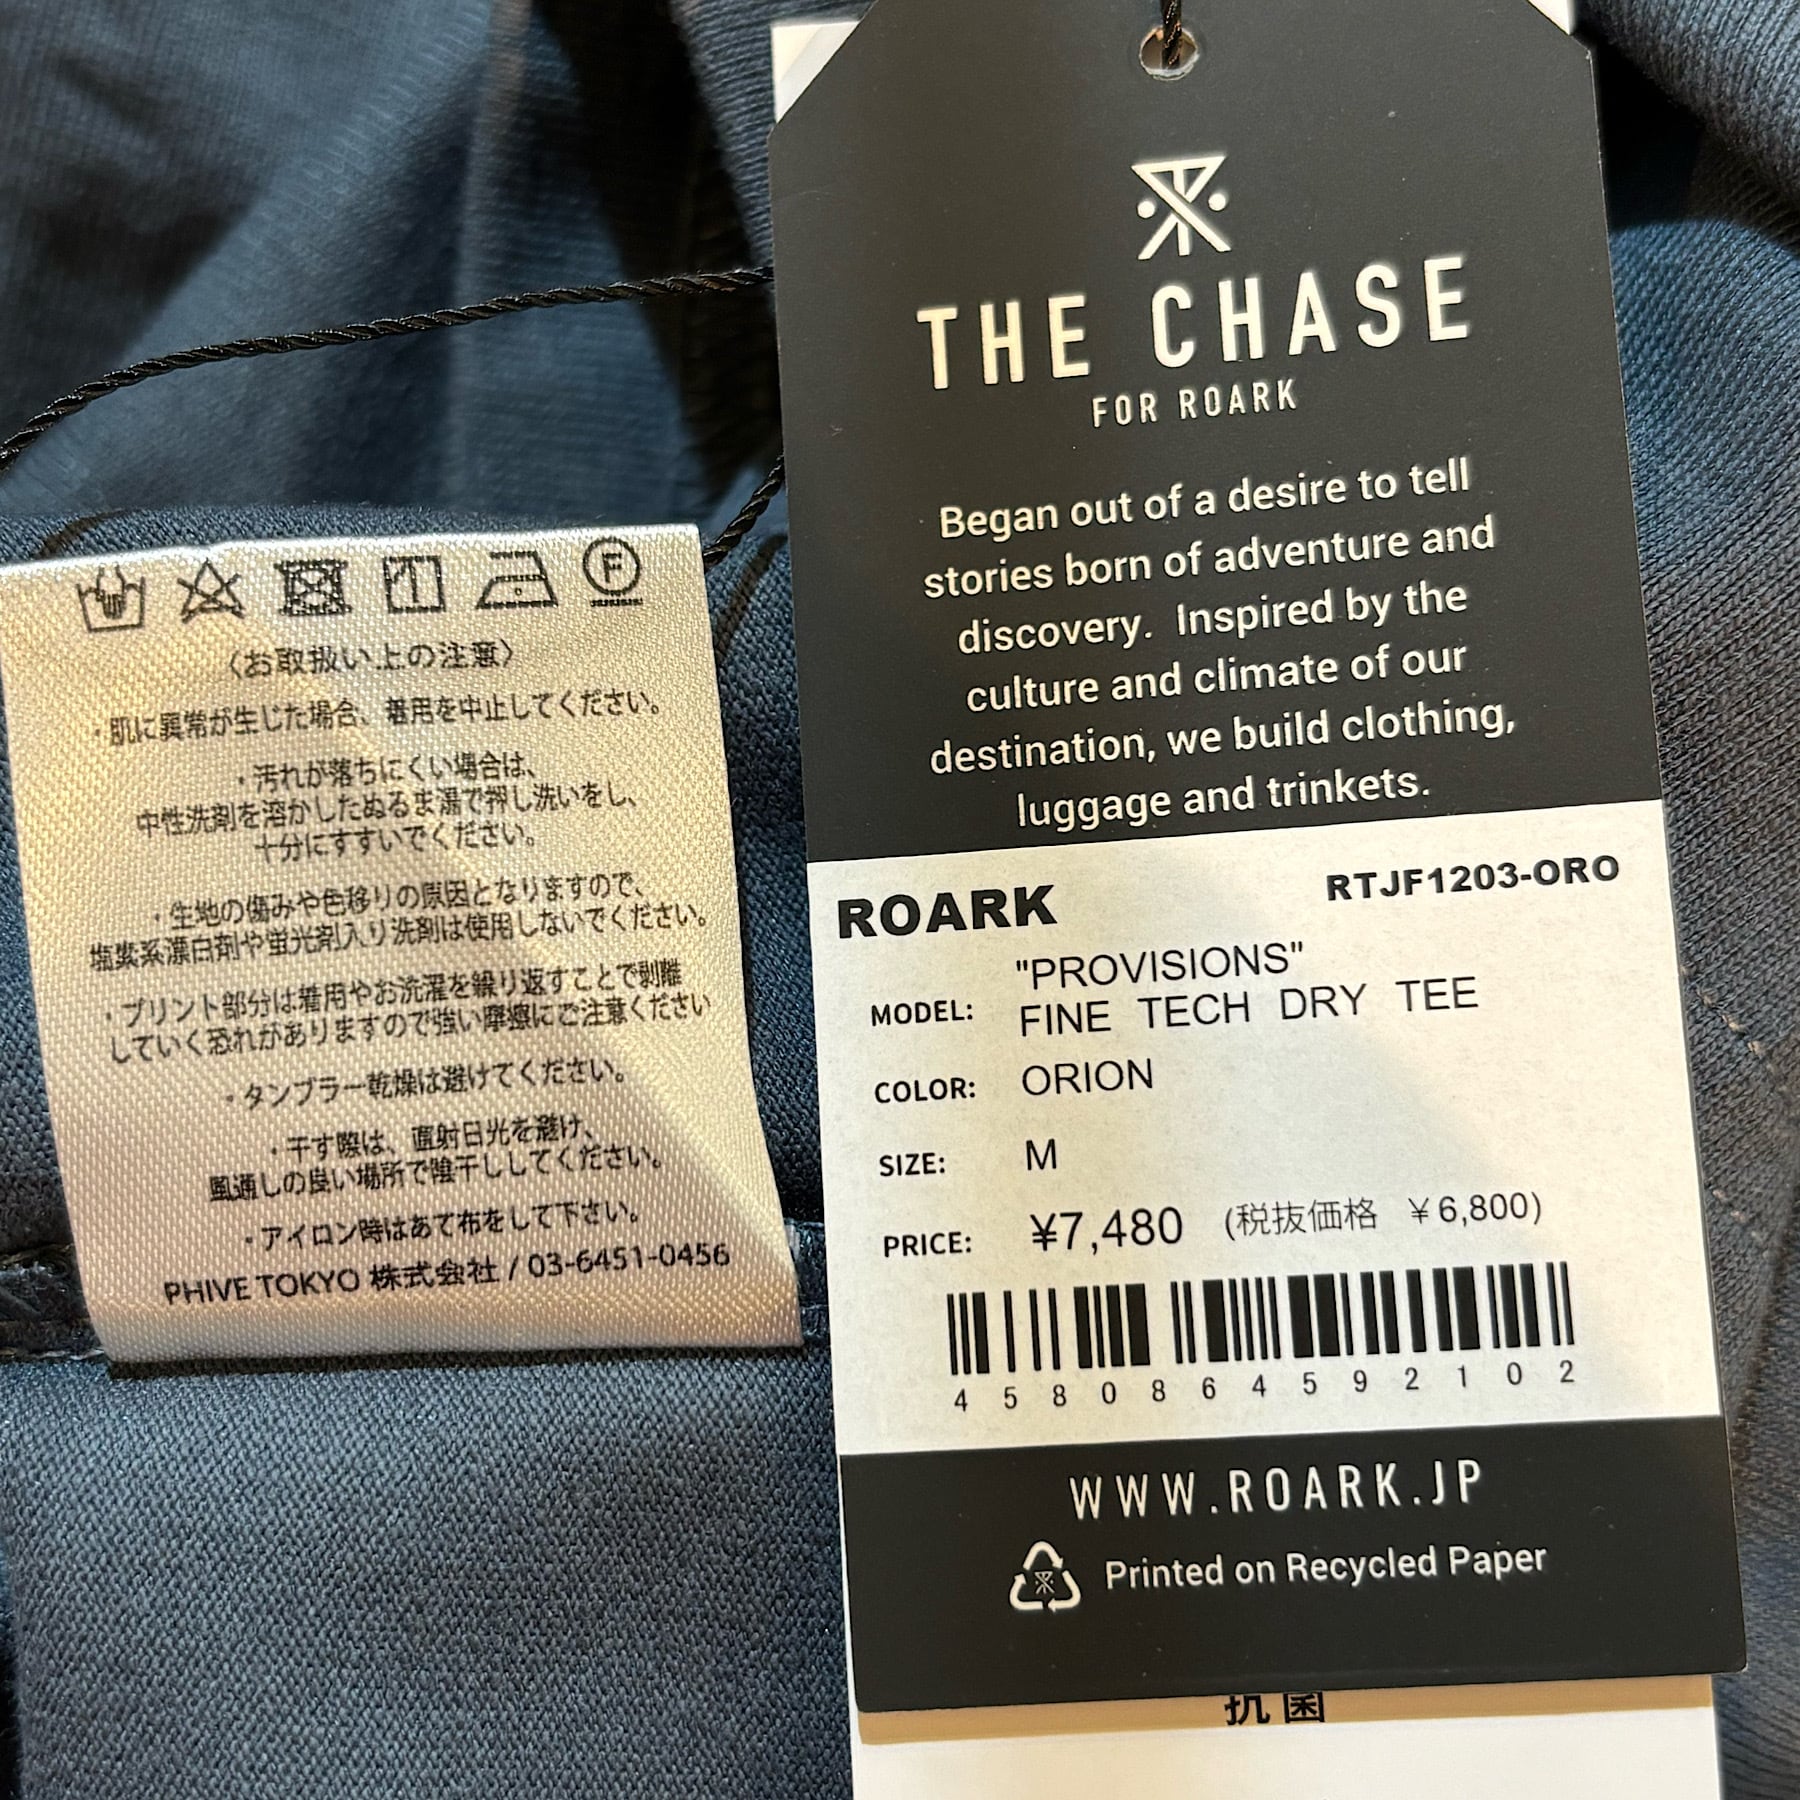 〈お取扱い上の注意〉
・肌に異常が生じた場合、着用を中止してください。
・汚れが落ちにくい場合は、
中性洗剤を溶かしたぬるま湯で押し洗いをし、
十分にすすいでください。
・生地の傷みや色移りの原因となりますので、
塩素系漂白剤や蛍光剤入り洗剤は使用しないでください。
・プリント部分は着用やお洗濯を繰り返すことで剥離
していく恐れがありますので強い摩擦にご注意ください
・タンブラー乾燥は避けてください。
・干す際は、直射日光を避け、
風通しの良い場所で陰干ししてください。
・アイロン時はあて布をして下さい。
PHIVE TOKYO 株式会社 / 03-6451-0456
F
THE CHASE
FOR ROARK
Began out of a desire to tell
stories born of adventure and
discovery. Inspired by the
culture and climate of our
destination, we build clothing,
luggage and trinkets.
ROARK RTJF1203-ORO
"PROVISIONS"
MODEL: FINE TECH DRY TEE
COLOR: ORION
SIZE: M
PRICE: ¥7,480 (税抜価格 ￥6,800)
4580864592102
WWW.ROARK.JP
Printed on Recycled Paper
抗菌